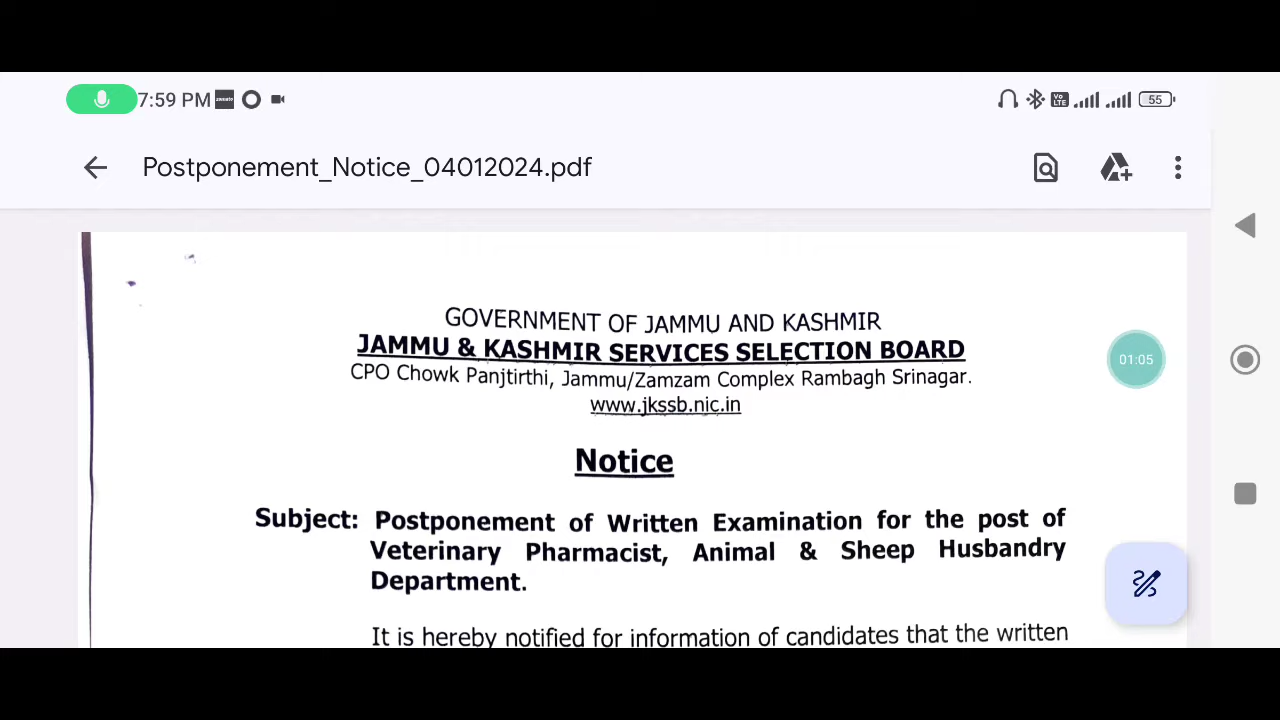 7:59 PM
55
Postponement_Notice_04012024.pdf
GOVERNMENT OF JAMMU AND KASHMIR
JAMMU & KASHMIR SERVICES SELECTION BOARD
CPO Chowk Panjtirthi, Jammu/Zamzam Complex Rambagh Srinagar.
www.jkssb.nic.in
01:05
Notice
Subject: Postponement of Written Examination for the post of
Veterinary Pharmacist, Animal & Sheep Husbandry
Department.
It is hereby notified for information of candidates that the written